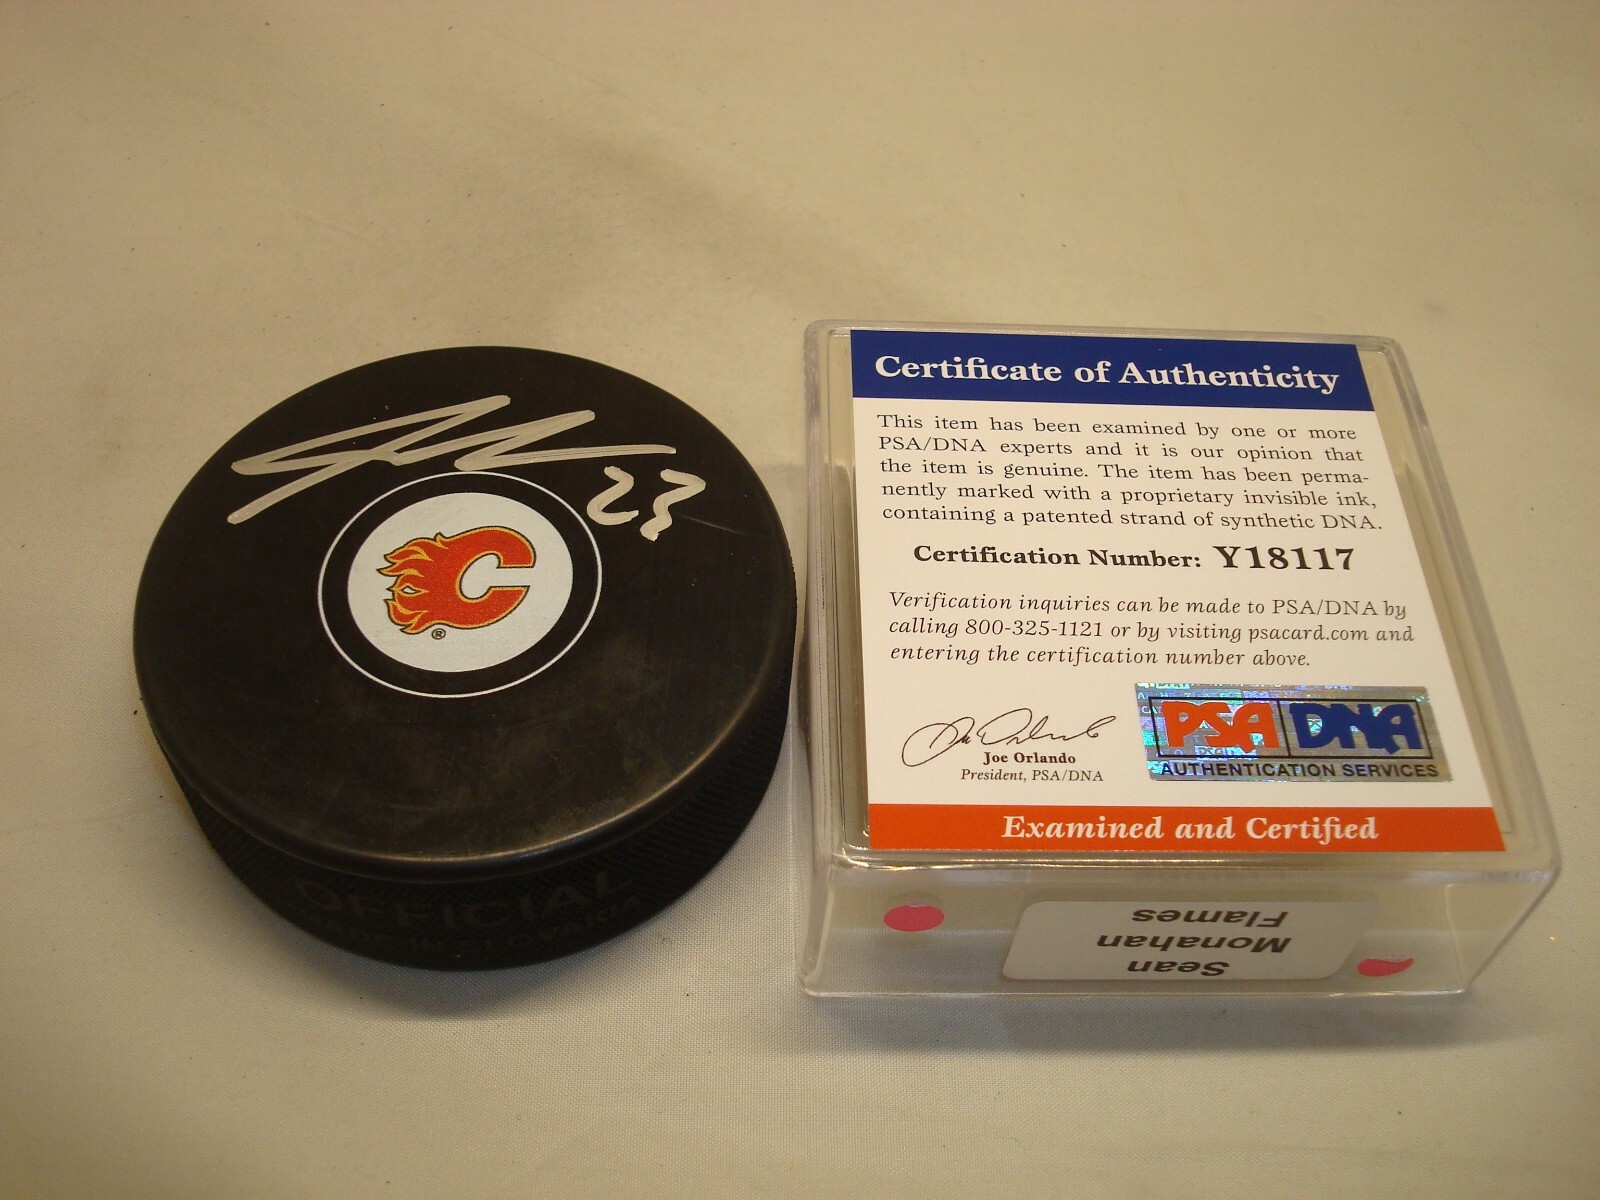 23
C
®
OFFICIAL
MADE IN SLOVAKIA
Certificate of Authenticity
This item has been examined by one or more
PSA/DNA experts and it is our opinion that
the item is genuine. The item has been perma-
nently marked with a proprietary invisible ink,
containing a patented strand of synthetic DNA.
Certification Number: Y18117
Verification inquiries can be made to PSA/DNA by
calling 800-325-1121 or by visiting psacard.com and
entering the certification number above.
Joe Orlando
President, PSA/DNA
PSA DNA
AUTHENTICATION SERVICES
Examined and Certified
Sean
Monahan
Flames